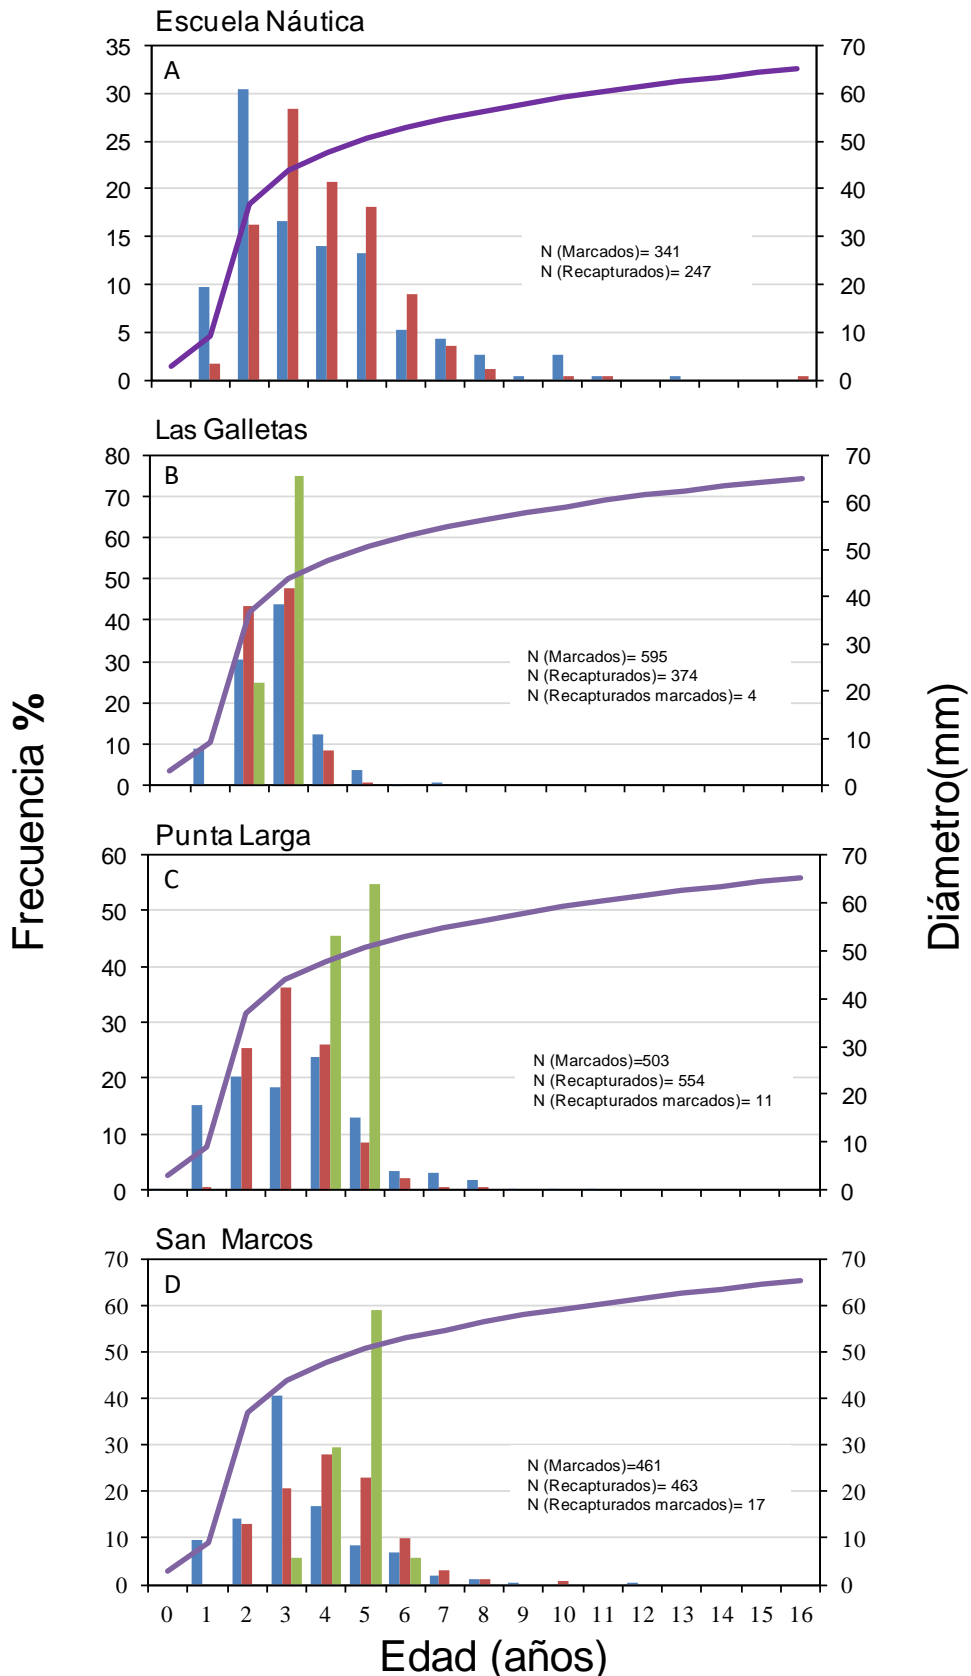 Escuela Náutica
35 70
A
30 60
25 50
20 40
15 30
N (Marcados)= 341
N (Recapturados)= 247
10 20
5 10
0 0
Las Galletas
80 70
B
70 60
60 50
50 40
40
30 30
N (Marcados)= 595
N (Recapturados)= 374
N (Recapturados marcados)= 4
20 20
10 10
0 0
Frecuencia %
Diámetro(mm)
Punta Larga
60 70
C
50 60
40 50
40
30 30
20 20
N (Marcados)=503
N (Recapturados)= 554
N (Recapturados marcados)= 11
10 10
0 0
San Marcos
70 70
D
60 60
50 50
40 40
30 30
N (Marcados)=461
N (Recapturados)= 463
N (Recapturados marcados)= 17
20 20
10 10
0 0
0 1 2 3 4 5 6 7 8 9 10 11 12 13 14 15 16
Edad (años)